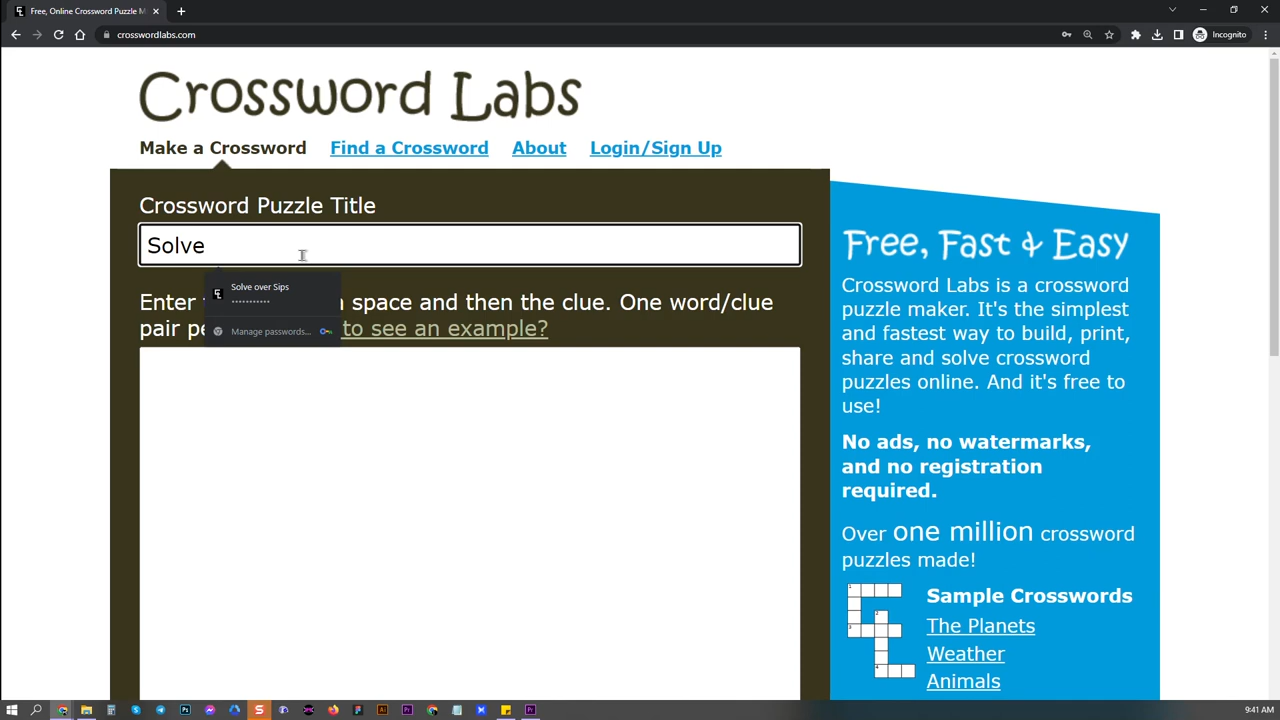 Free, Online Crossword Puzzle M
crosswordlabs.com
Incognito
Crossword Labs
Make a Crossword
Find a Crossword
About
Login/Sign Up
Crossword Puzzle Title
Solve
Solve over Sips
•••••••••••
Manage passwords...
Enter
space and then the clue. One word/clue
pair pe
to see an example?
Free, Fast & Easy
Crossword Labs is a crossword
puzzle maker. It's the simplest
and fastest way to build, print,
share and solve crossword
puzzles online. And it's free to
use!
No ads, no watermarks,
and no registration
required.
Over one million crossword
puzzles made!
Sample Crosswords
The Planets
Weather
Animals
9:41 AM